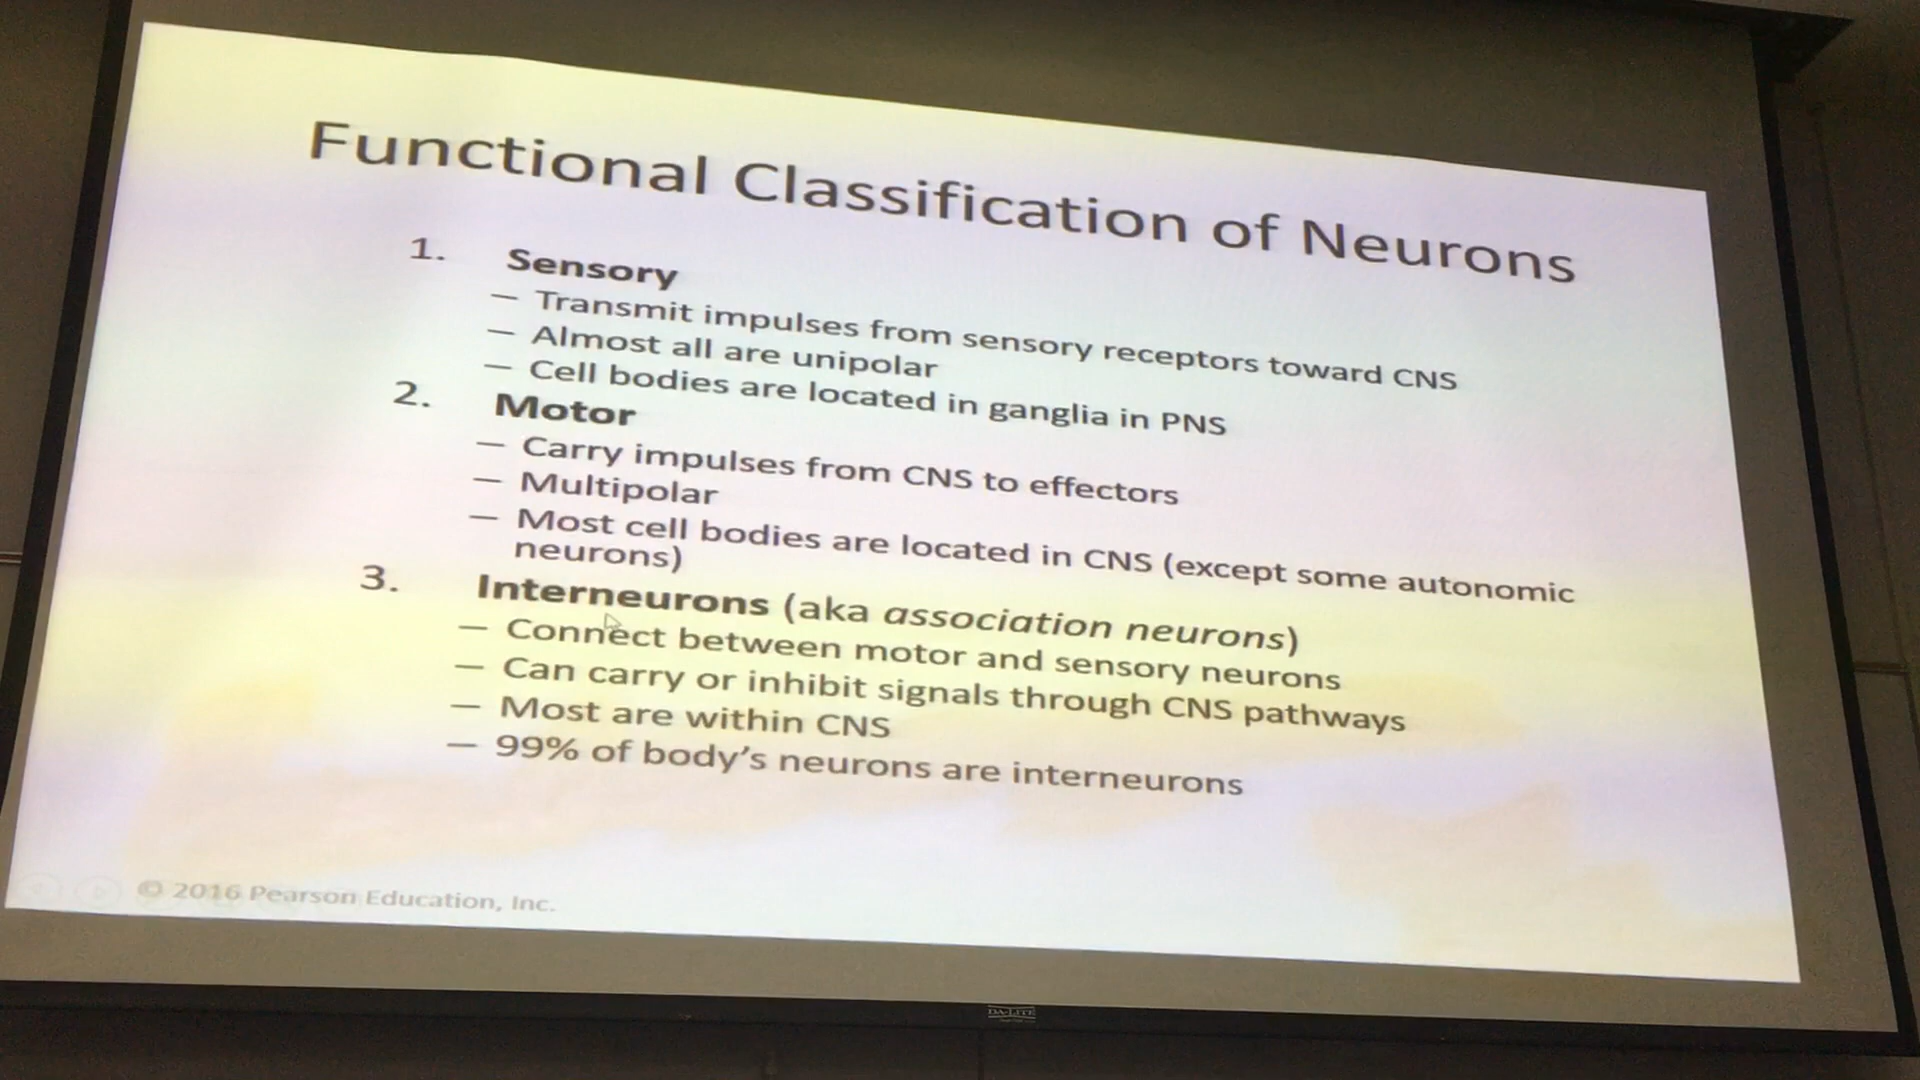 Functional Classification of Neurons
1. Sensory
– Transmit impulses from sensory receptors toward CNS
– Almost all are unipolar
– Cell bodies are located in ganglia in PNS
2. Motor
– Carry impulses from CNS to effectors
– Multipolar
– Most cell bodies are located in CNS (except some autonomic
neurons)
3. Interneurons (aka association neurons)
– Connect between motor and sensory neurons
– Can carry or inhibit signals through CNS pathways
– Most are within CNS
– 99% of body’s neurons are interneurons
© 2016 Pearson Education, Inc.
DA-LITE